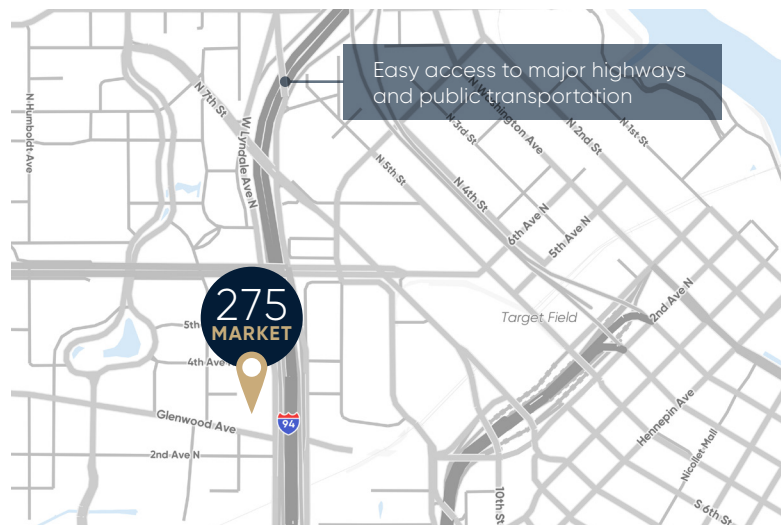 Easy access to major highways
and public transportation
N Humboldt Ave
N 7th St
W Lyndale Ave N
N Washington Ave
N 3rd St
N 2nd St
N 1st St
N 5th St
N 4th St
6th Ave N
5th Ave N
2nd Ave N
275
MARKET
Target Field
5th
4th Ave N
Glenwood Ave
94
2nd Ave N
Hennepin Ave
Nicollet Mall
10th St
S 6th St